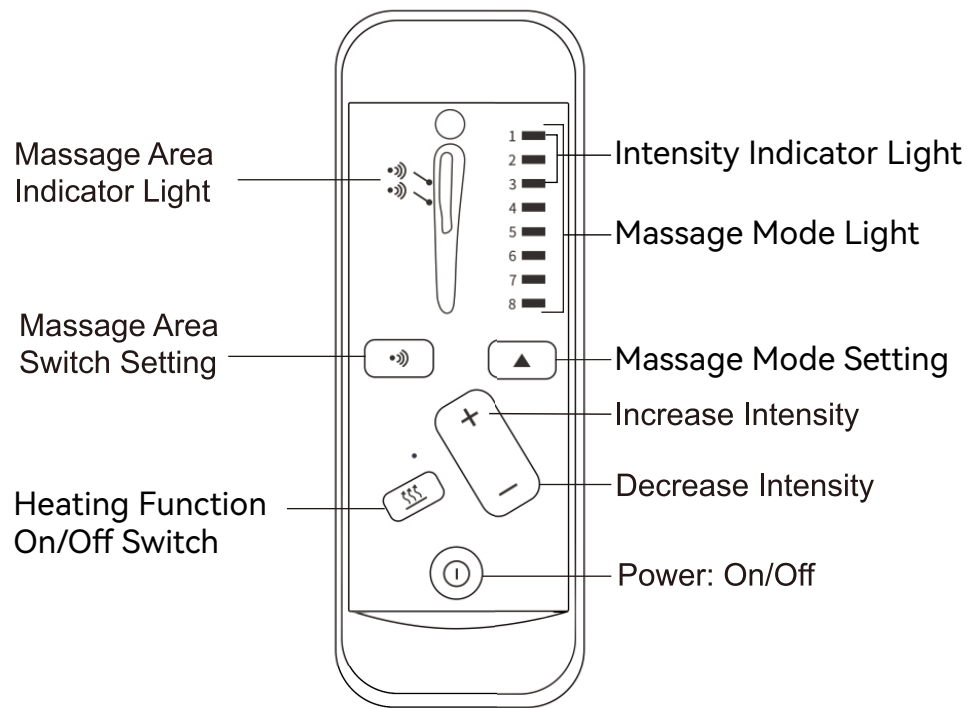 Massage Area
Indicator Light
1
2
3
4
5
6
7
8
Intensity Indicator Light
Massage Mode Light
Massage Area
Switch Setting
Massage Mode Setting
Increase Intensity
Decrease Intensity
Heating Function
On/Off Switch
Power: On/Off